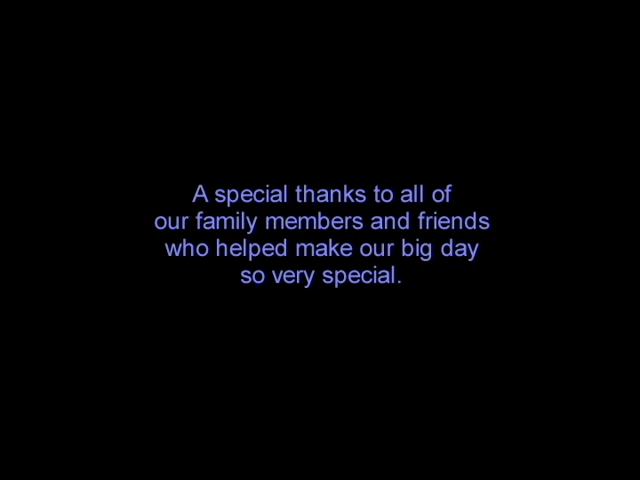 A special thanks to all of
our family members and friends
who helped make our big day
so very special.